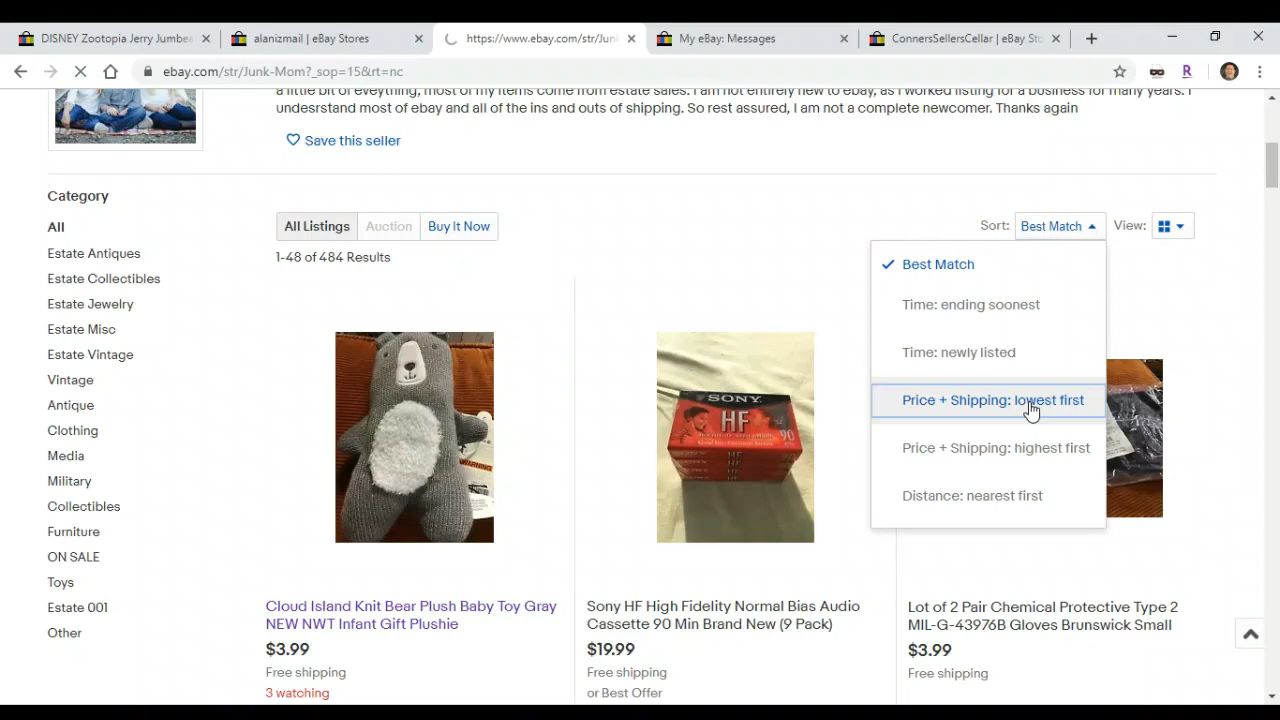 DISNEY Zootopia Jerry Jumbea
alanizmail | eBay Stores
https://www.ebay.com/str/Jun
My eBay: Messages
ConnersSellersCellar | eBay Sto
ebay.com/str/Junk-Mom?_sop=15&rt=nc
R
a little bit of eveything, most of my items come from estate sales. I am not entirely new to ebay, as I worked listing for a business for many years. I
undesrstand most of ebay and all of the ins and outs of shipping. So rest assured, I am not a complete newcomer. Thanks again
Save this seller
Category
All
Estate Antiques
Estate Collectibles
Estate Jewelry
Estate Misc
Estate Vintage
Vintage
Antique
Clothing
Media
Military
Collectibles
Furniture
ON SALE
Toys
Estate 001
Other
All Listings
Auction
Buy It Now
Sort:
Best Match
View:
1-48 of 484 Results
Best Match
Time: ending soonest
Time: newly listed
Price + Shipping: lowest first
Price + Shipping: highest first
Distance: nearest first
SONY
HF
90
HF
HF
HF
Cloud Island Knit Bear Plush Baby Toy Gray
NEW NWT Infant Gift Plushie
$3.99
Free shipping
3 watching
Sony HF High Fidelity Normal Bias Audio
Cassette 90 Min Brand New (9 Pack)
$19.99
Free shipping
or Best Offer
Lot of 2 Pair Chemical Protective Type 2
MIL-G-43976B Gloves Brunswick Small
$3.99
Free shipping